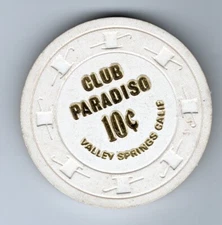 CLUB
PARADISO
10¢
VALLEY SPRINGS CALIF